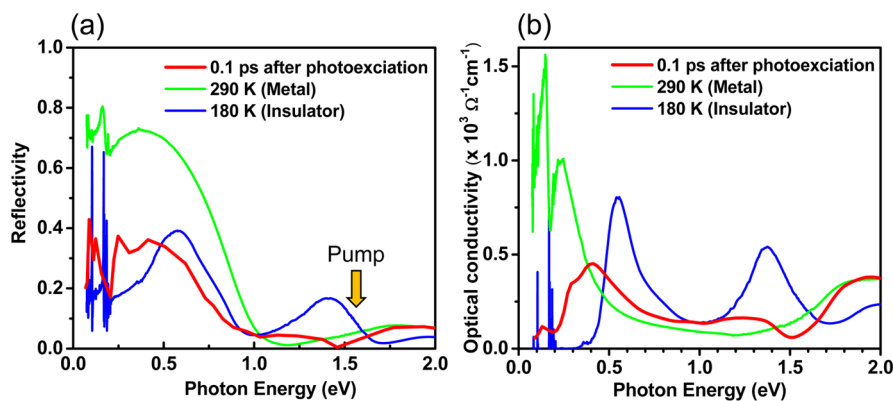 (a)
1.0
0.8
0.6
0.4
0.2
0.0
Reflectivity
0.1 ps after photoexciation
290 K (Metal)
180 K (Insulator)
Pump
0.0 0.5 1.0 1.5 2.0
Photon Energy (eV)
(b)
1.5
1.0
0.5
0.0
Optical conductivity (x 10³ Ω⁻¹cm⁻¹)
0.1 ps after photoexciation
290 K (Metal)
180 K (Insulator)
0.0 0.5 1.0 1.5 2.0
Photon Energy (eV)